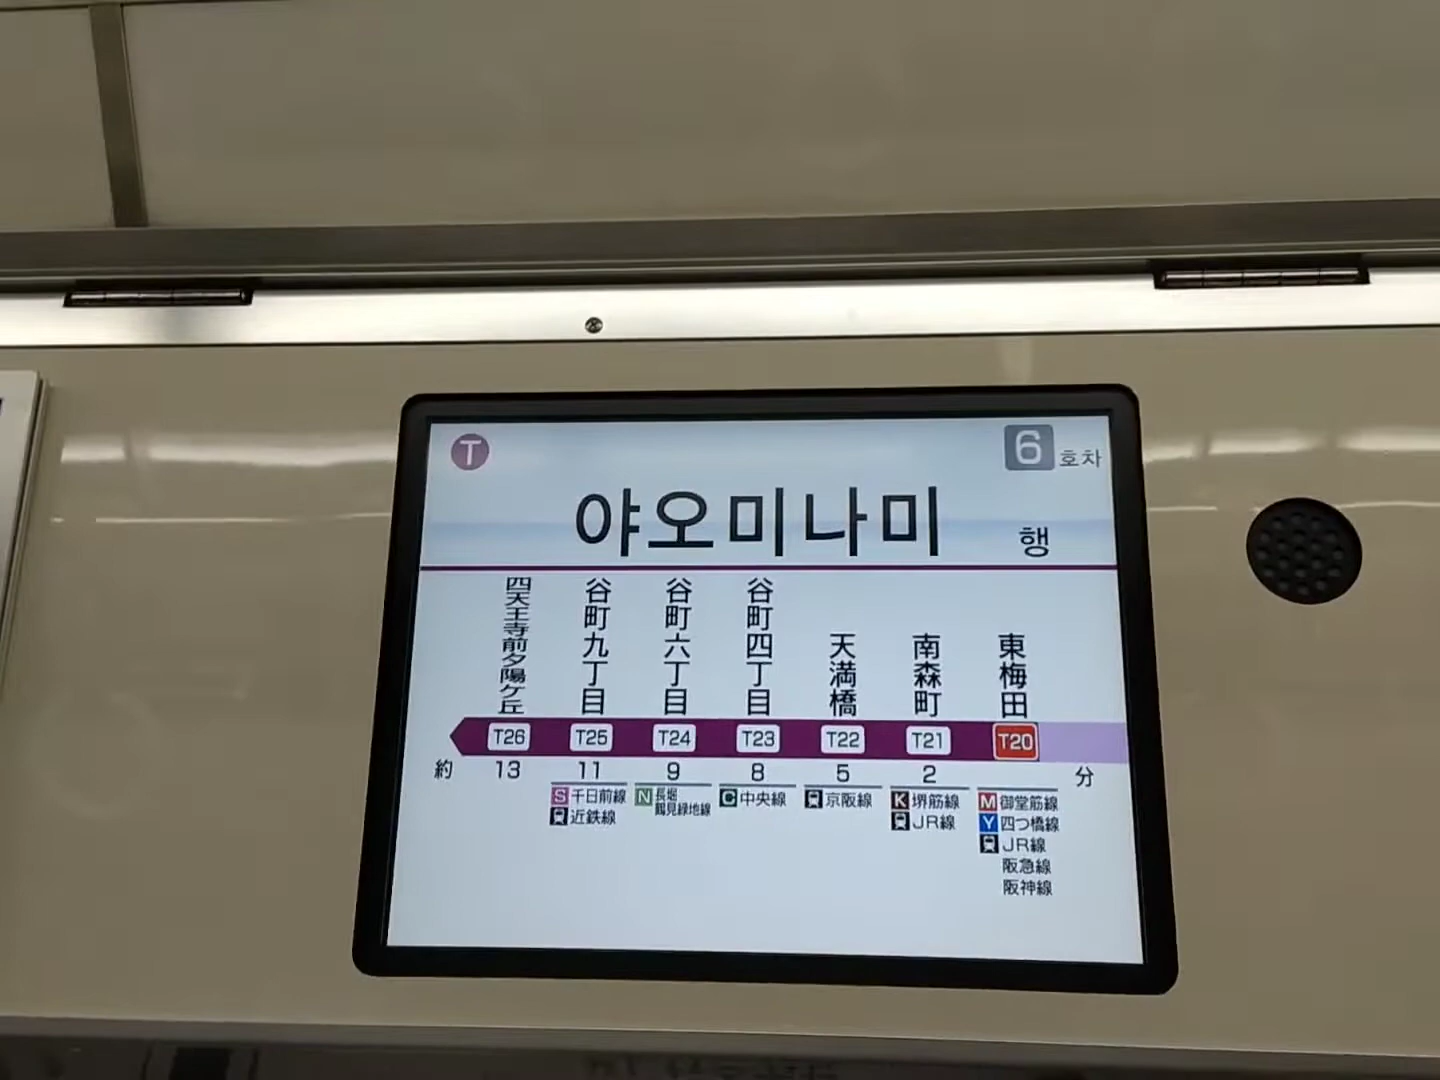 T
6 호차
야오미나미 행
四天王寺前夕陽ケ丘 谷町九丁目 谷町六丁目 谷町四丁目 天満橋 南森町 東梅田
T26 T25 T24 T23 T22 T21 T20
約 13 11 9 8 5 2 分
S 千日前線
近鉄線
N 長堀鶴見緑地線
C 中央線
京阪線
K 堺筋線
JR線
M 御堂筋線
Y 四つ橋線
JR線
阪急線
阪神線